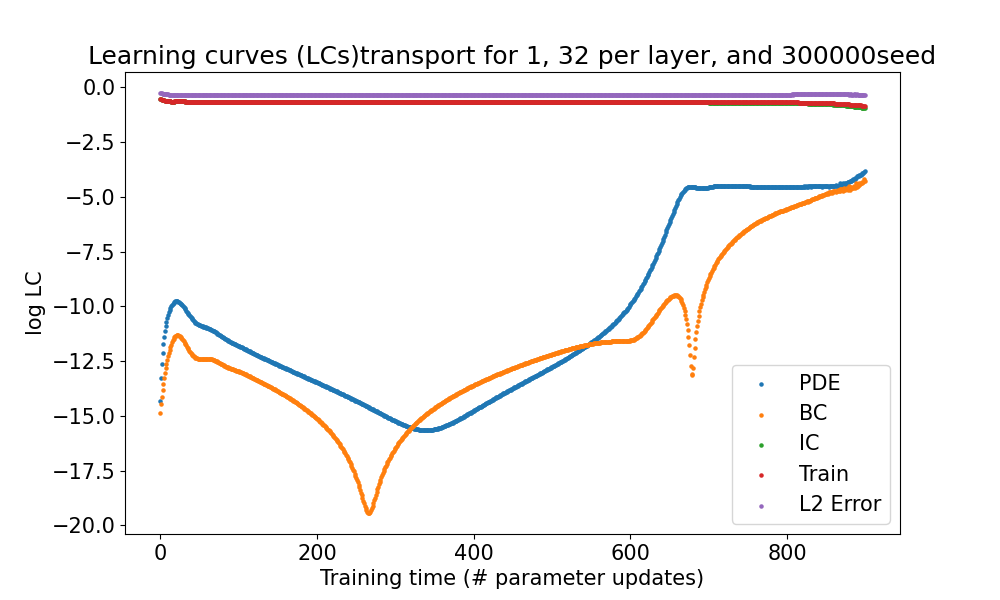 Learning curves (LCs)transport for 1, 32 per layer, and 300000seed
0.0
−2.5
−5.0
−7.5
−10.0
−12.5
−15.0
−17.5
−20.0
log LC
PDE
BC
IC
Train
L2 Error
0 200 400 600 800
Training time (# parameter updates)